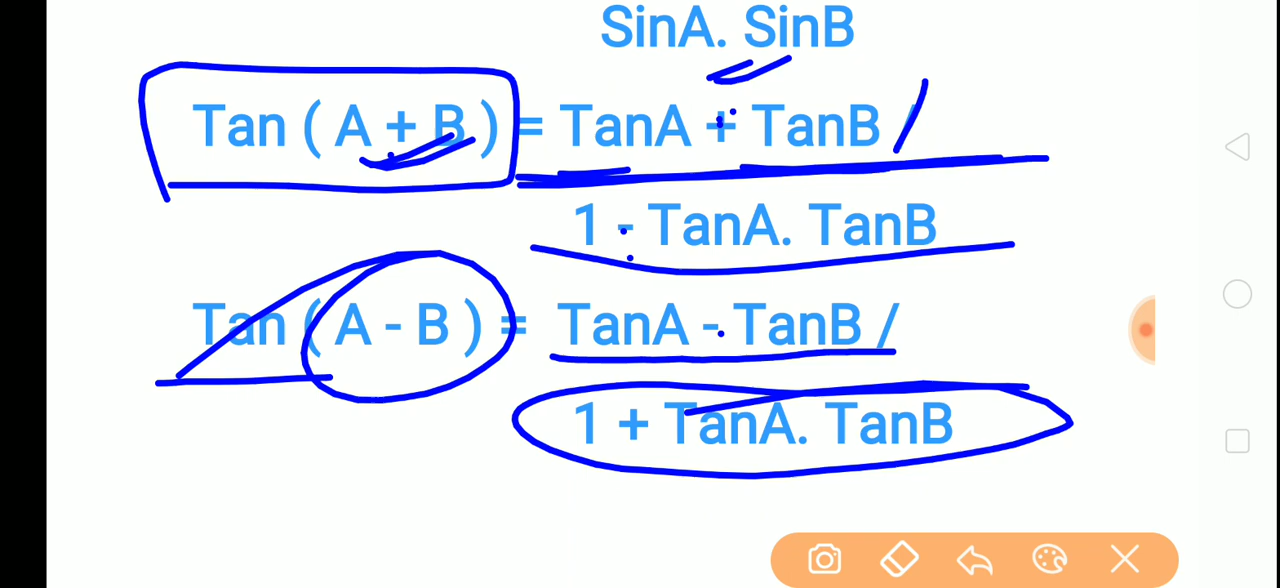 SinA. SinB
Tan ( A + B ) = TanA + TanB /
1 - TanA. TanB
Tan ( A - B ) = TanA - TanB /
1 + TanA. TanB